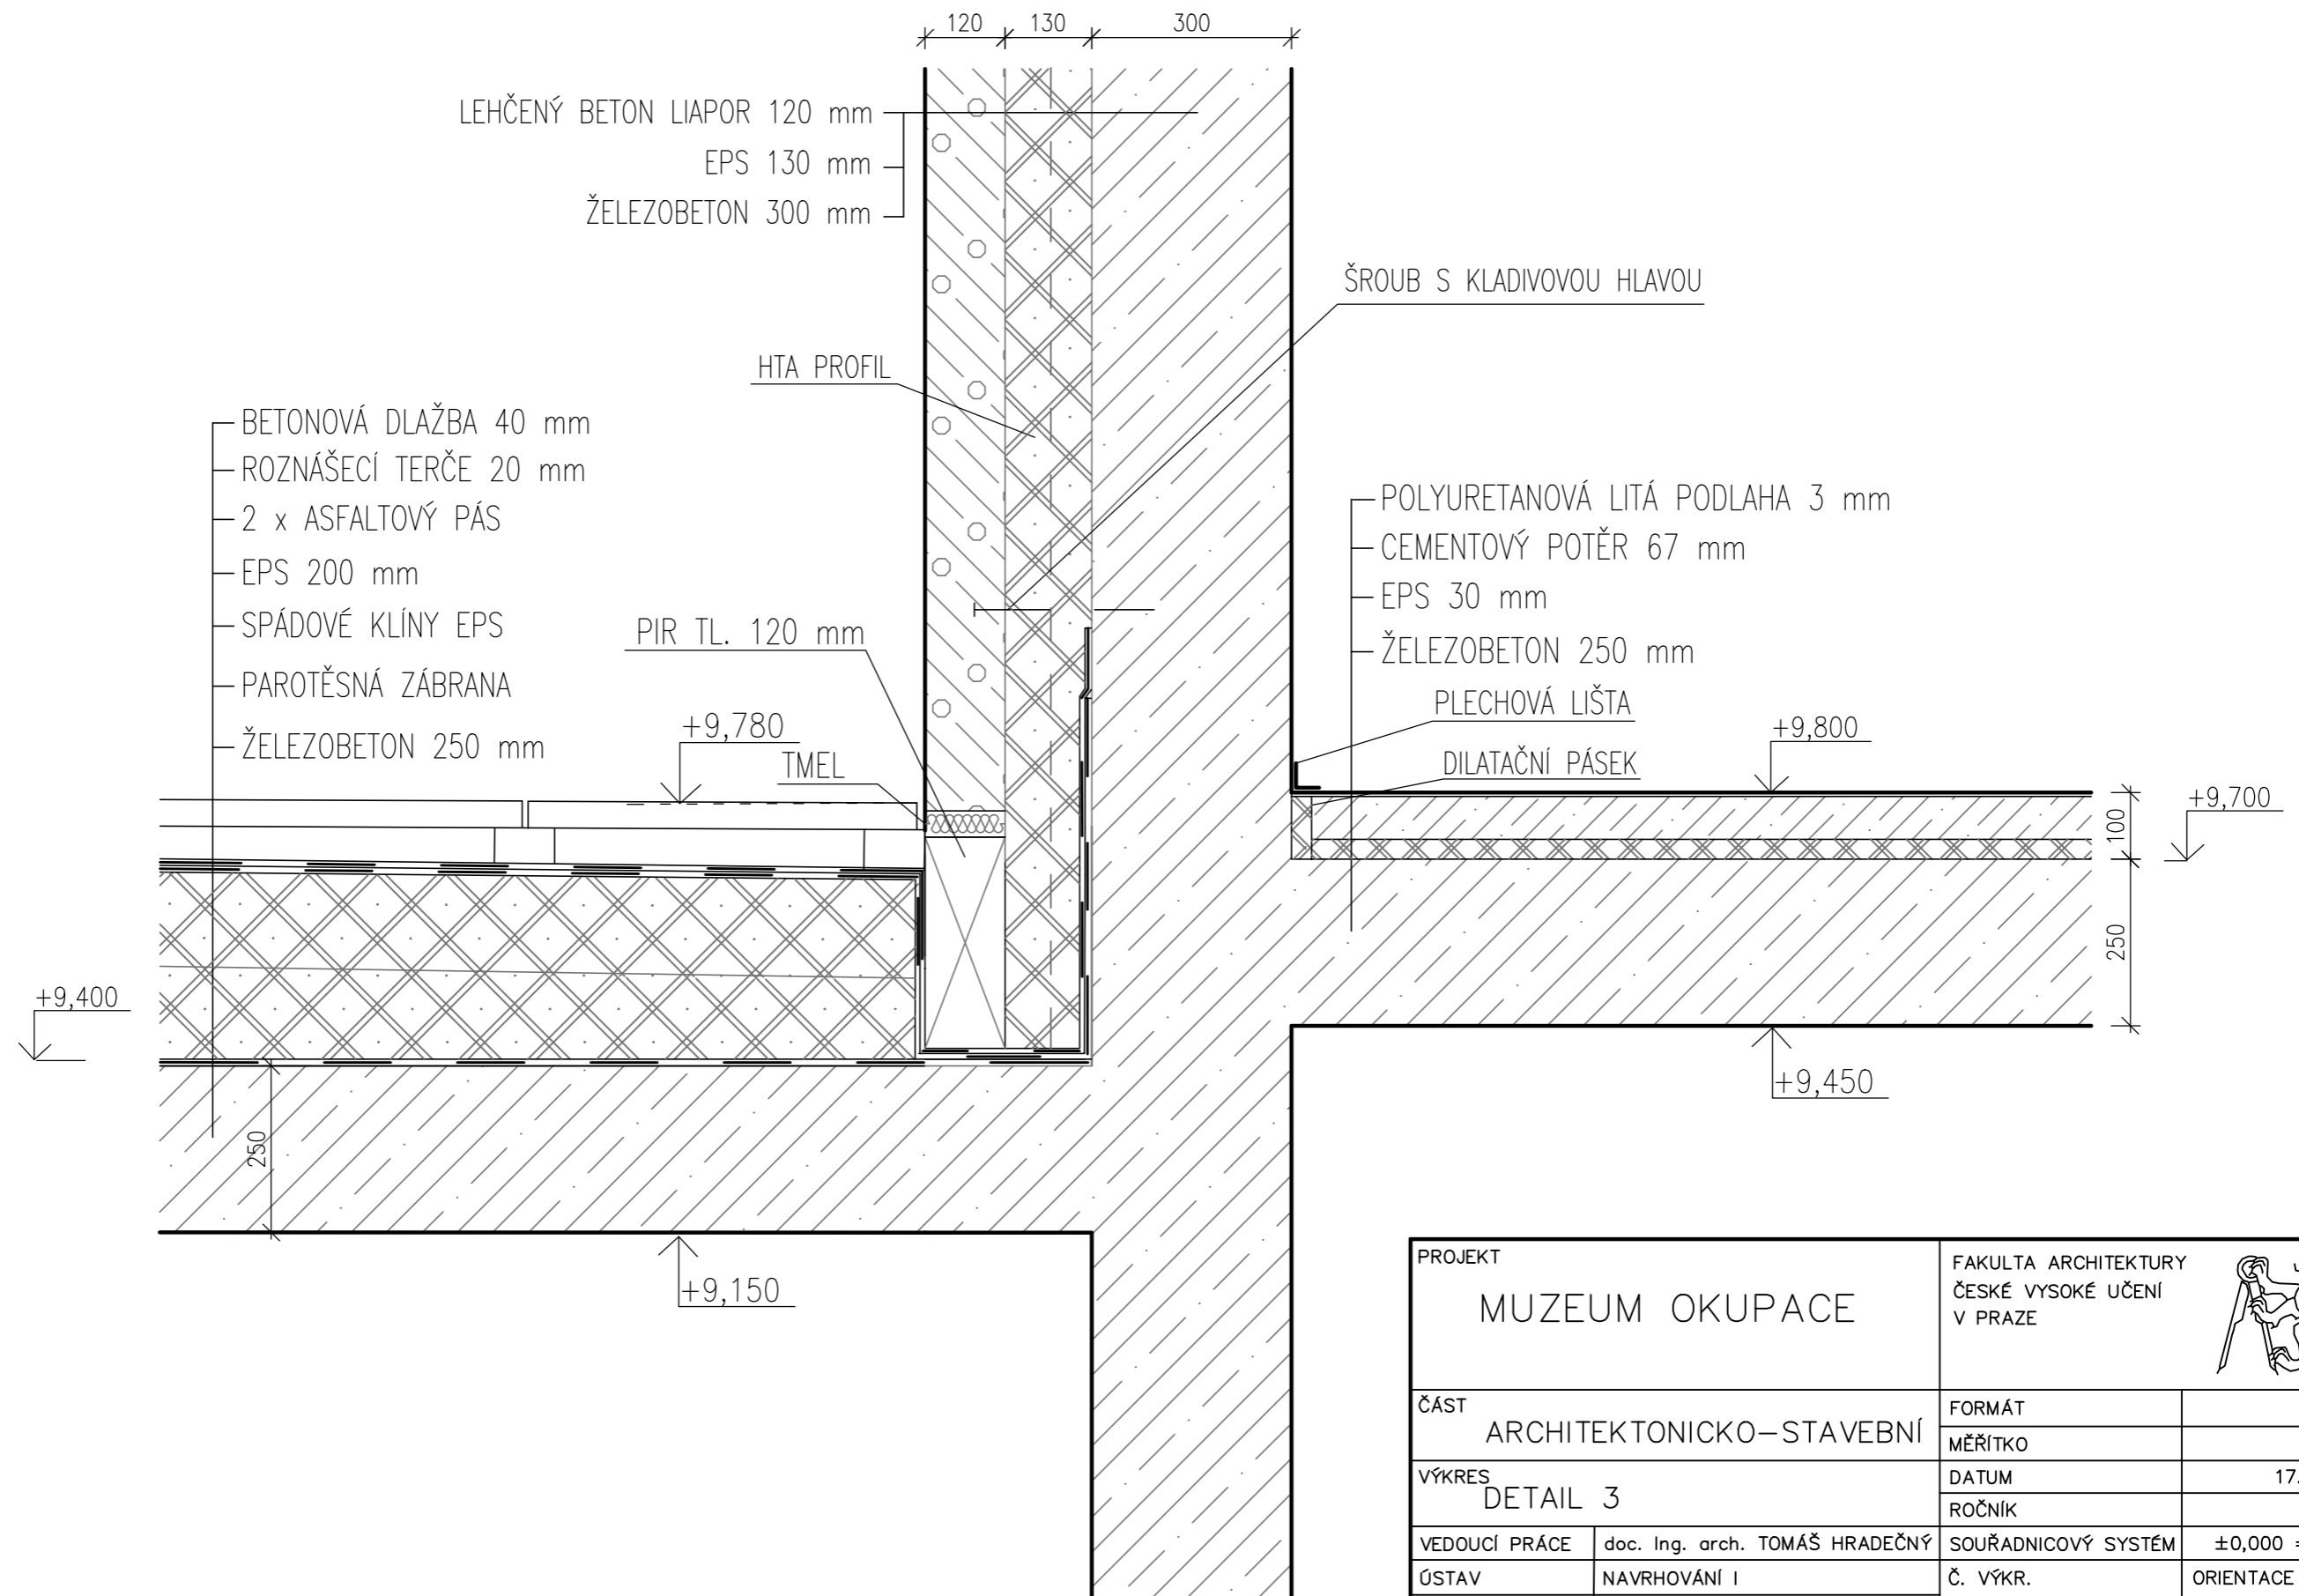 120
130
300
LEHČENÝ BETON LIAPOR 120 mm
EPS 130 mm
ŽELEZOBETON 300 mm
ŠROUB S KLADIVOVOU HLAVOU
HTA PROFIL
BETONOVÁ DLAŽBA 40 mm
ROZNÁŠECÍ TERČE 20 mm
2 x ASFALTOVÝ PÁS
EPS 200 mm
SPÁDOVÉ KLÍNY EPS
PAROTĚSNÁ ZÁBRANA
ŽELEZOBETON 250 mm
PIR TL. 120 mm
+9,780
TMEL
POLYURETANOVÁ LITÁ PODLAHA 3 mm
CEMENTOVÝ POTĚR 67 mm
EPS 30 mm
ŽELEZOBETON 250 mm
PLECHOVÁ LIŠTA
DILATAČNÍ PÁSEK
+9,800
+9,700
100
250
+9,400
+9,450
250
+9,150
PROJEKT
MUZEUM OKUPACE
FAKULTA ARCHITEKTURY
ČESKÉ VYSOKÉ UČENÍ
V PRAZE
ČÁST
ARCHITEKTONICKO-STAVEBNÍ
FORMÁT
MĚŘÍTKO
VÝKRES
DETAIL 3
DATUM 17.
ROČNÍK
VEDOUCÍ PRÁCE doc. Ing. arch. TOMÁŠ HRADEČNÝ
SOUŘADNICOVÝ SYSTÉM ±0,000 =
ÚSTAV NAVRHOVÁNÍ I
Č. VÝKR. ORIENTACE